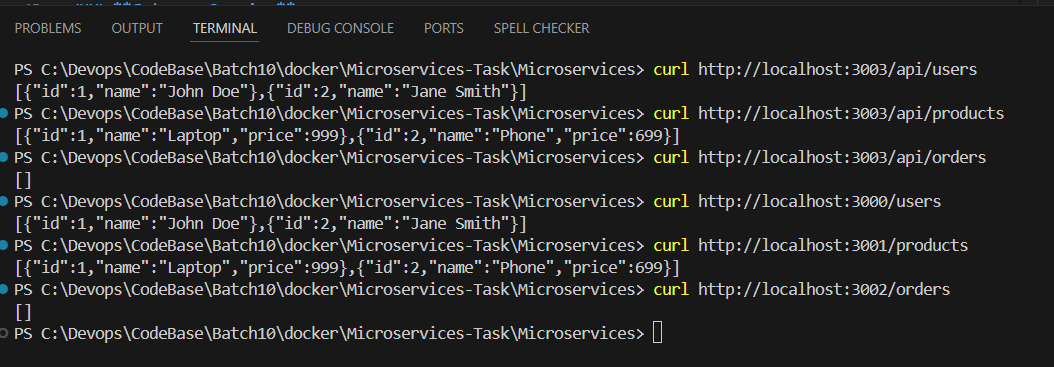 PROBLEMS OUTPUT TERMINAL DEBUG CONSOLE PORTS SPELL CHECKER
PS C:\Devops\CodeBase\Batch10\docker\Microservices-Task\Microservices> curl http://localhost:3003/api/users
[{"id":1,"name":"John Doe"},{"id":2,"name":"Jane Smith"}]
PS C:\Devops\CodeBase\Batch10\docker\Microservices-Task\Microservices> curl http://localhost:3003/api/products
[{"id":1,"name":"Laptop","price":999},{"id":2,"name":"Phone","price":699}]
PS C:\Devops\CodeBase\Batch10\docker\Microservices-Task\Microservices> curl http://localhost:3003/api/orders
[]
PS C:\Devops\CodeBase\Batch10\docker\Microservices-Task\Microservices> curl http://localhost:3000/users
[{"id":1,"name":"John Doe"},{"id":2,"name":"Jane Smith"}]
PS C:\Devops\CodeBase\Batch10\docker\Microservices-Task\Microservices> curl http://localhost:3001/products
[{"id":1,"name":"Laptop","price":999},{"id":2,"name":"Phone","price":699}]
PS C:\Devops\CodeBase\Batch10\docker\Microservices-Task\Microservices> curl http://localhost:3002/orders
[]
PS C:\Devops\CodeBase\Batch10\docker\Microservices-Task\Microservices>